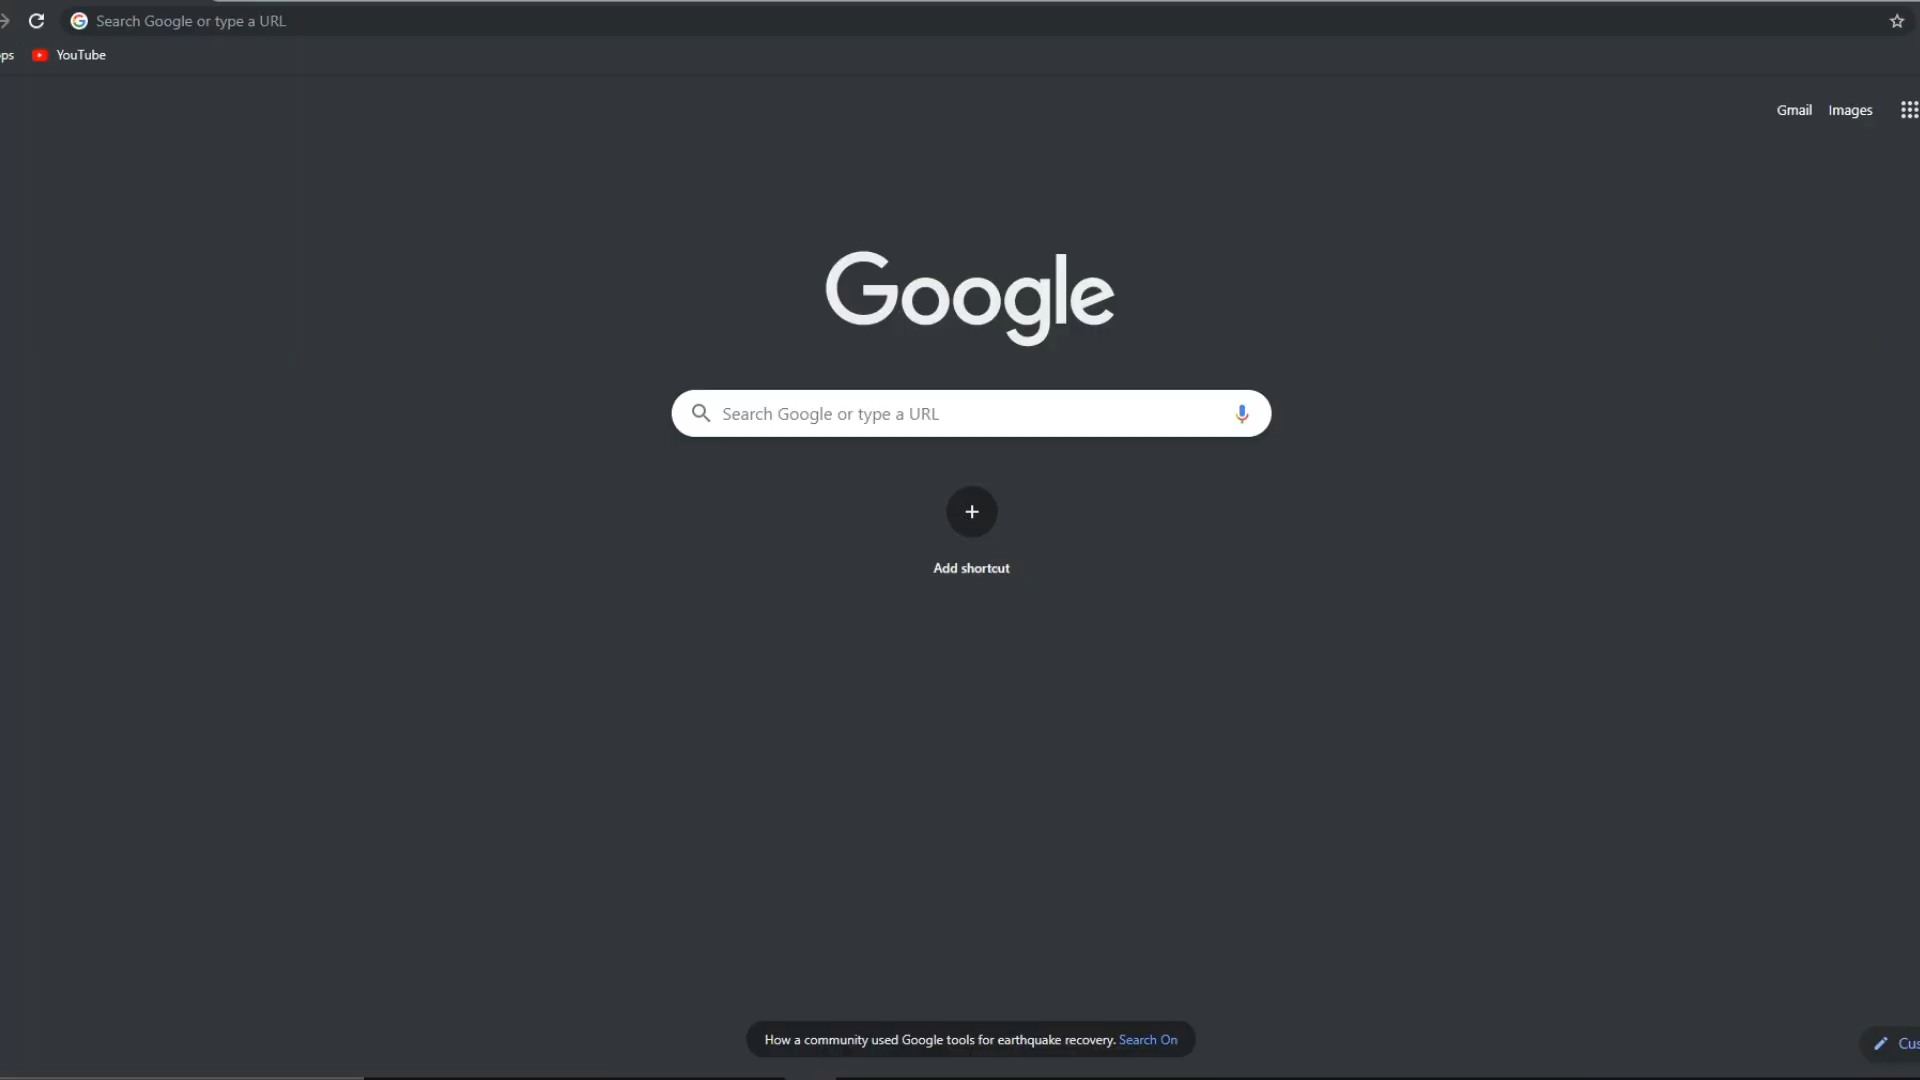 Search Google or type a URL
ps YouTube
Gmail Images
Google
Search Google or type a URL
Add shortcut
How a community used Google tools for earthquake recovery. Search On
Cus